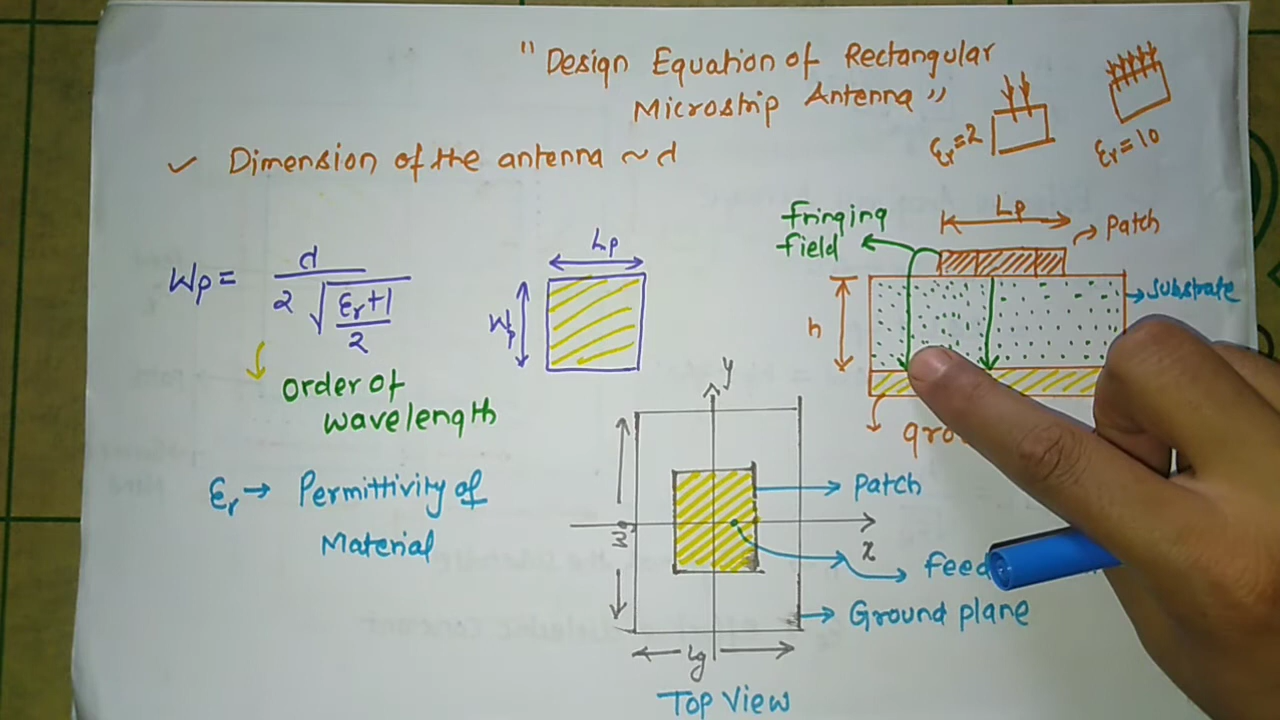 "Design Equation of Rectangular
Microship Antenna"
εr=2
εr=10
✓ Dimension of the antenna ~ d
Wp = d / 2 √(εr+1 / 2)
order of
wavelength
εr → Permittivity of
Material
Lp
Wp
fringing
field
Lp
Patch
h
substrate
gro
y
x
Patch
feed
Ground plane
Lg
Top View